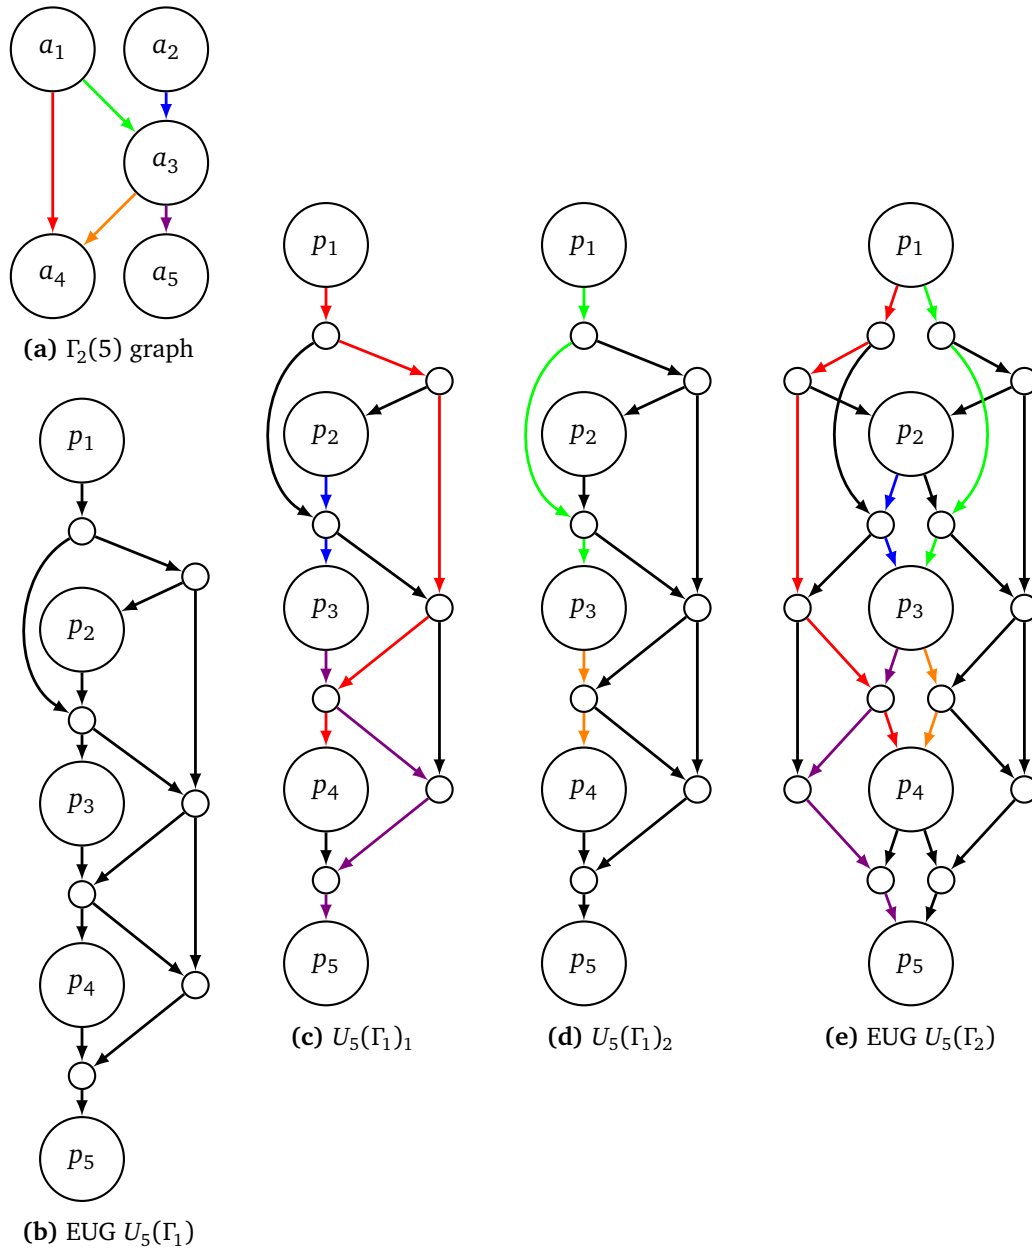 a1
a2
a3
a4
a5
(a) Γ2(5) graph
p1
p2
p3
p4
p5
(b) EUG U5(Γ1)
p1
p2
p3
p4
p5
(c) U5(Γ1)1
p1
p2
p3
p4
p5
(d) U5(Γ1)2
p1
p2
p3
p4
p5
(e) EUG U5(Γ2)